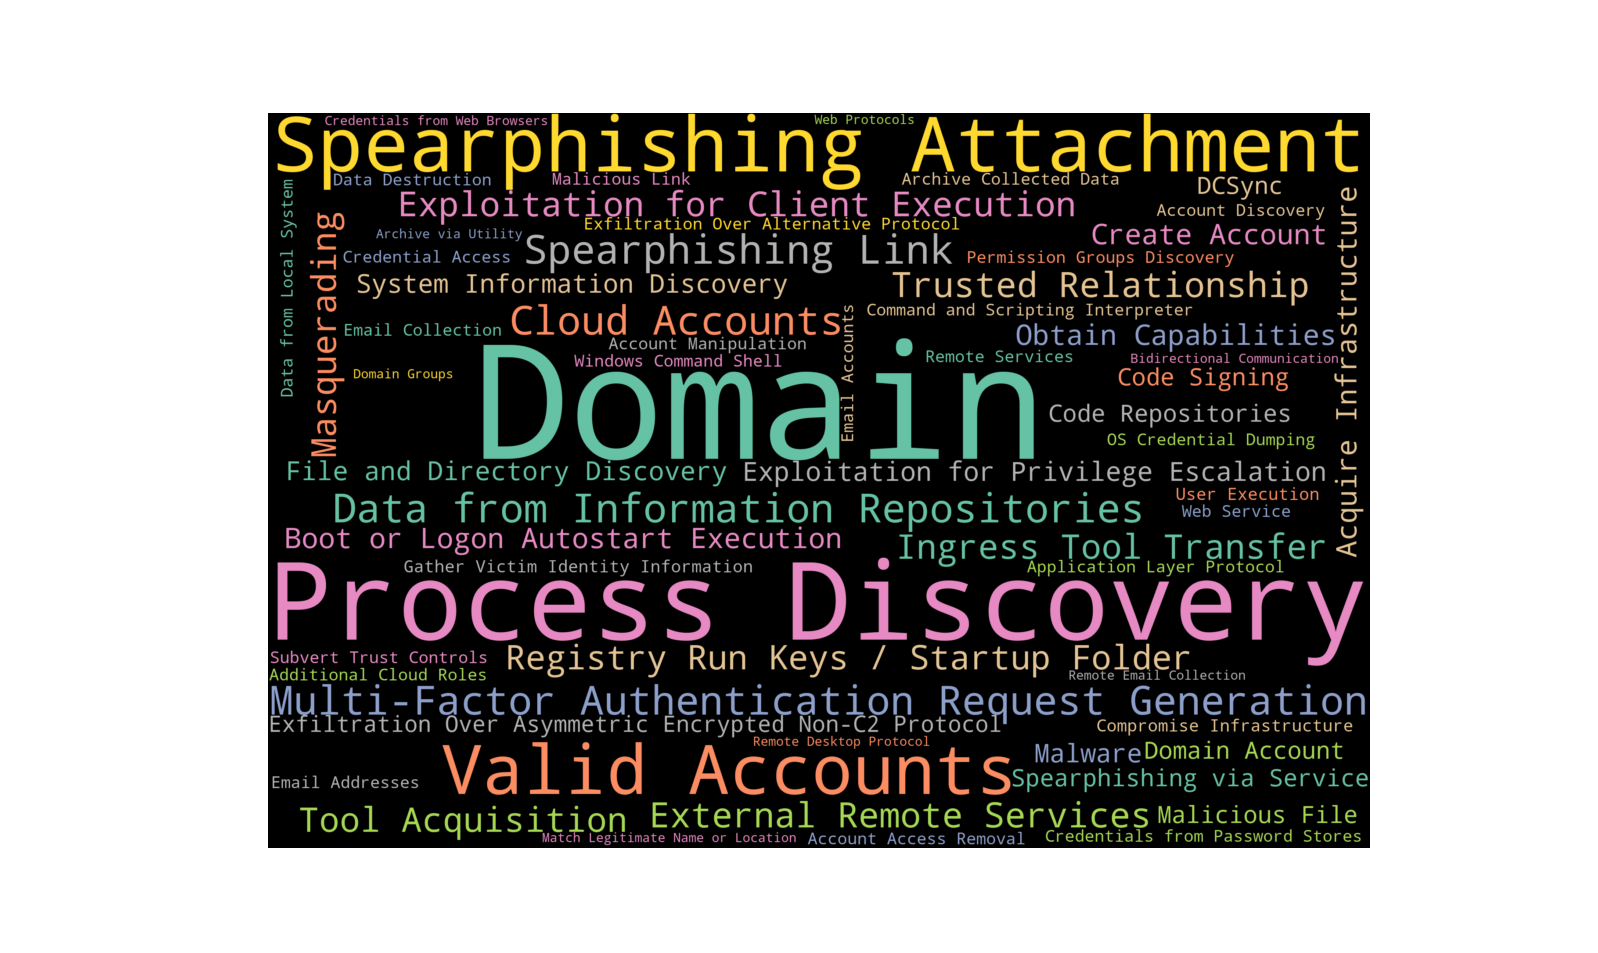 Credentials from Web Browsers
Web Protocols
Spearphishing Attachment
Data Destruction
Malicious Link
Archive Collected Data
DCSync
Data from Local System
Masquerading
Exploitation for Client Execution
Account Discovery
Acquire Infrastructure
Exfiltration Over Alternative Protocol
Archive via Utility
Create Account
Credential Access
Spearphishing Link
Permission Groups Discovery
System Information Discovery
Trusted Relationship
Command and Scripting Interpreter
Cloud Accounts
Email Accounts
Email Collection
Obtain Capabilities
Account Manipulation
Windows Command Shell
Remote Services
Bidirectional Communication
Domain Groups
Code Signing
Domain
Code Repositories
OS Credential Dumping
File and Directory Discovery
Exploitation for Privilege Escalation
User Execution
Data from Information Repositories
Web Service
Boot or Logon Autostart Execution
Ingress Tool Transfer
Gather Victim Identity Information
Application Layer Protocol
Process Discovery
Subvert Trust Controls
Registry Run Keys / Startup Folder
Additional Cloud Roles
Remote Email Collection
Multi-Factor Authentication Request Generation
Exfiltration Over Asymmetric Encrypted Non-C2 Protocol
Compromise Infrastructure
Remote Desktop Protocol
Malware
Domain Account
Valid Accounts
Spearphishing via Service
Email Addresses
Tool Acquisition
External Remote Services
Malicious File
Match Legitimate Name or Location
Account Access Removal
Credentials from Password Stores